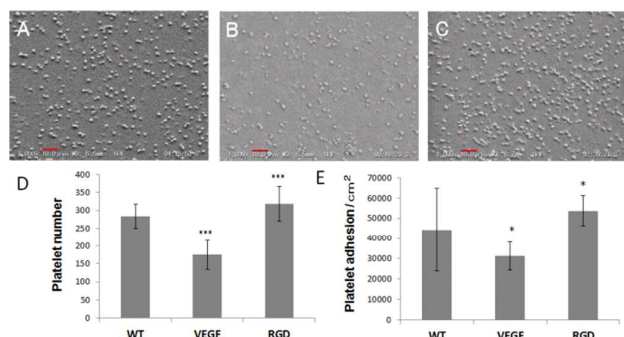 A
B
C
D
Platelet number
400
350
300
250
200
150
100
50
0
***
***
WT
VEGF
RGD
E
Platelet adhesion/cm²
70000
60000
50000
40000
30000
20000
10000
0
*
*
WT
VEGF
RGD